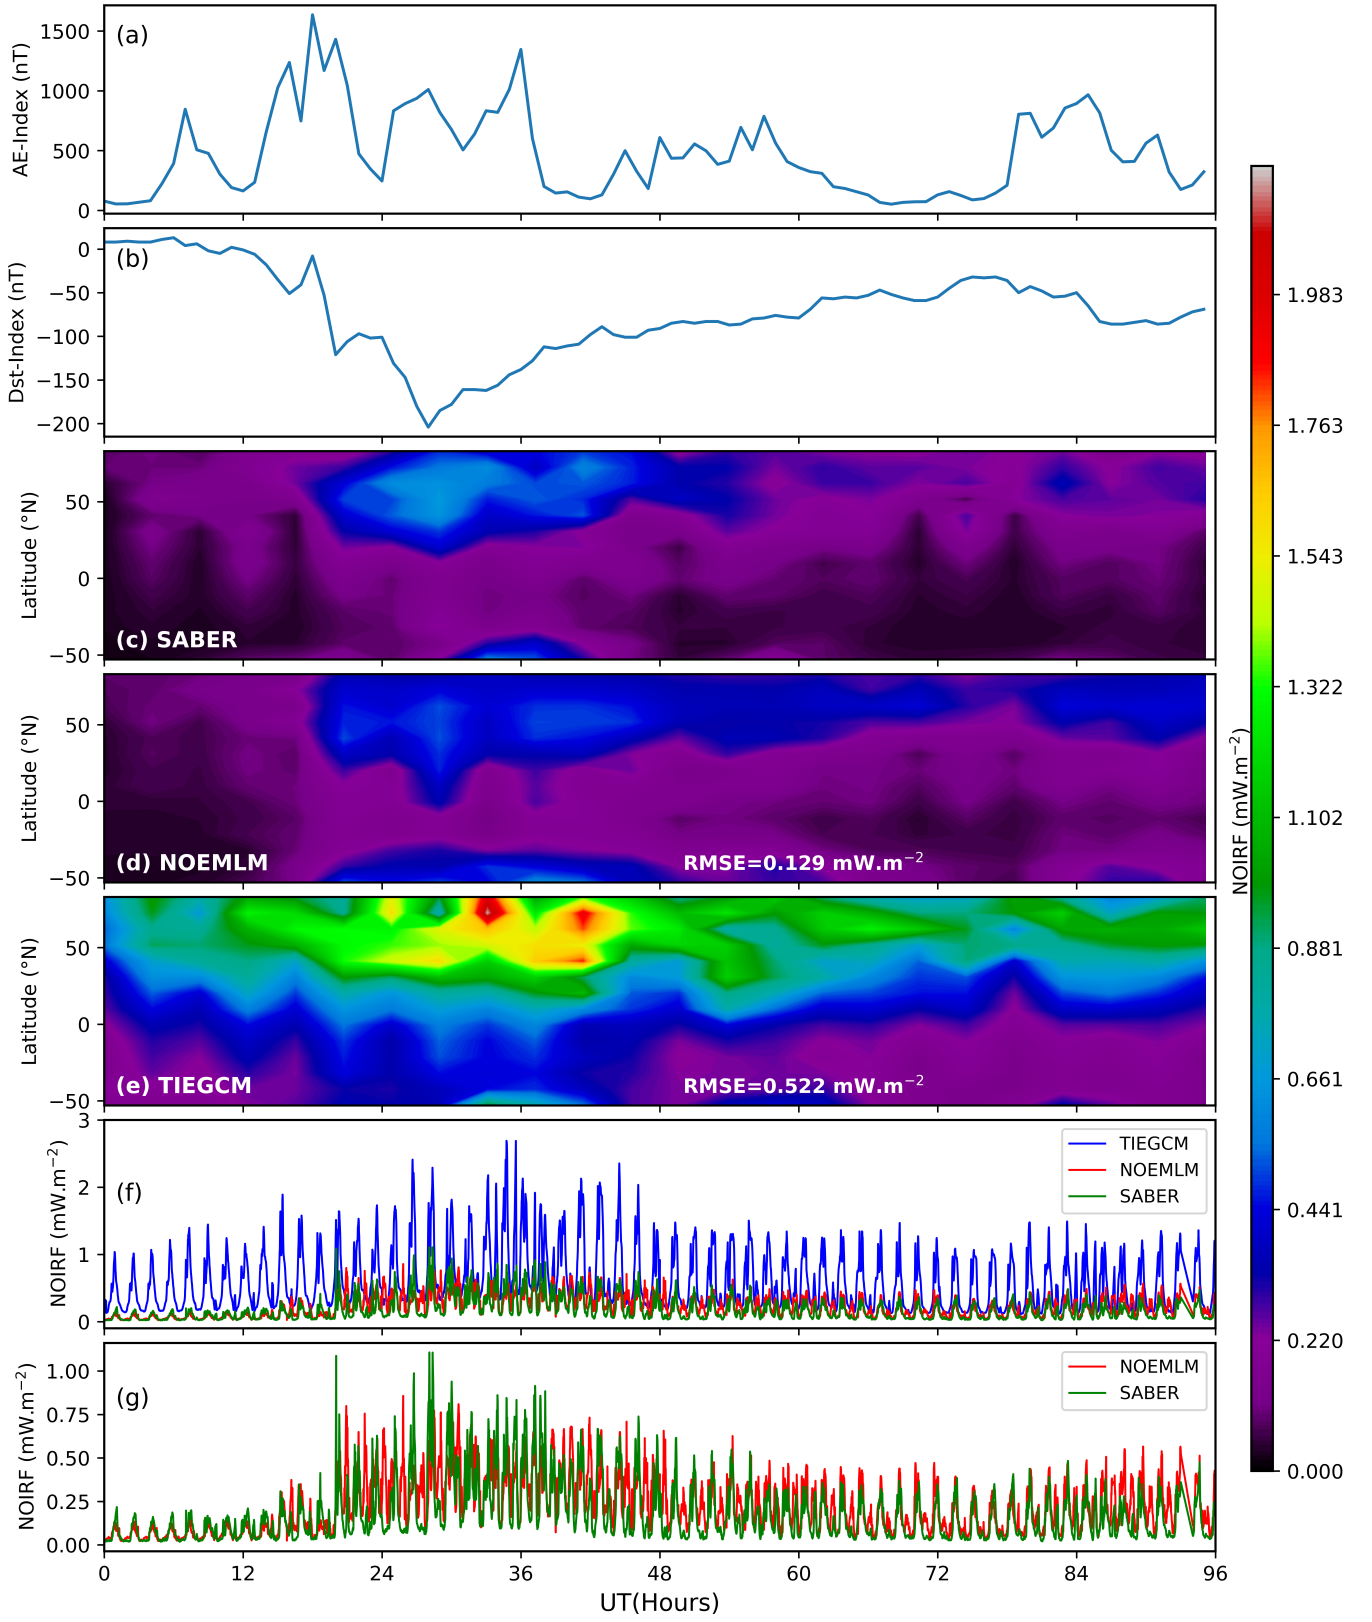 (a)
AE-Index (nT)
1500
1000
500
0
(b)
Dst-Index (nT)
0
−50
−100
−150
−200
(c) SABER
Latitude (°N)
50
0
−50
(d) NOEMLM
RMSE=0.129 mW.m⁻²
Latitude (°N)
50
0
−50
(e) TIEGCM
RMSE=0.522 mW.m⁻²
Latitude (°N)
50
0
−50
(f)
NOIRF (mW.m⁻²)
3
2
1
0
TIEGCM
NOEMLM
SABER
(g)
NOIRF (mW.m⁻²)
1.00
0.75
0.50
0.25
0.00
NOEMLM
SABER
0 12 24 36 48 60 72 84 96
UT(Hours)
NOIRF (mW.m⁻²)
1.983
1.763
1.543
1.322
1.102
0.881
0.661
0.441
0.220
0.000